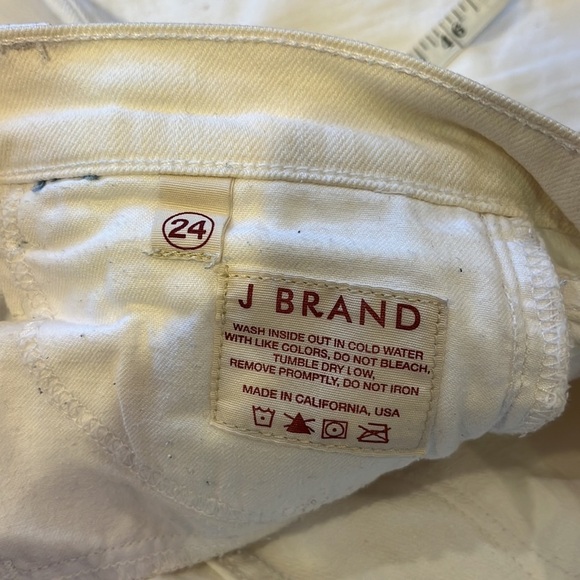 16
24
J BRAND
WASH INSIDE OUT IN COLD WATER
WITH LIKE COLORS, DO NOT BLEACH,
TUMBLE DRY LOW,
REMOVE PROMPTLY, DO NOT IRON
MADE IN CALIFORNIA, USA